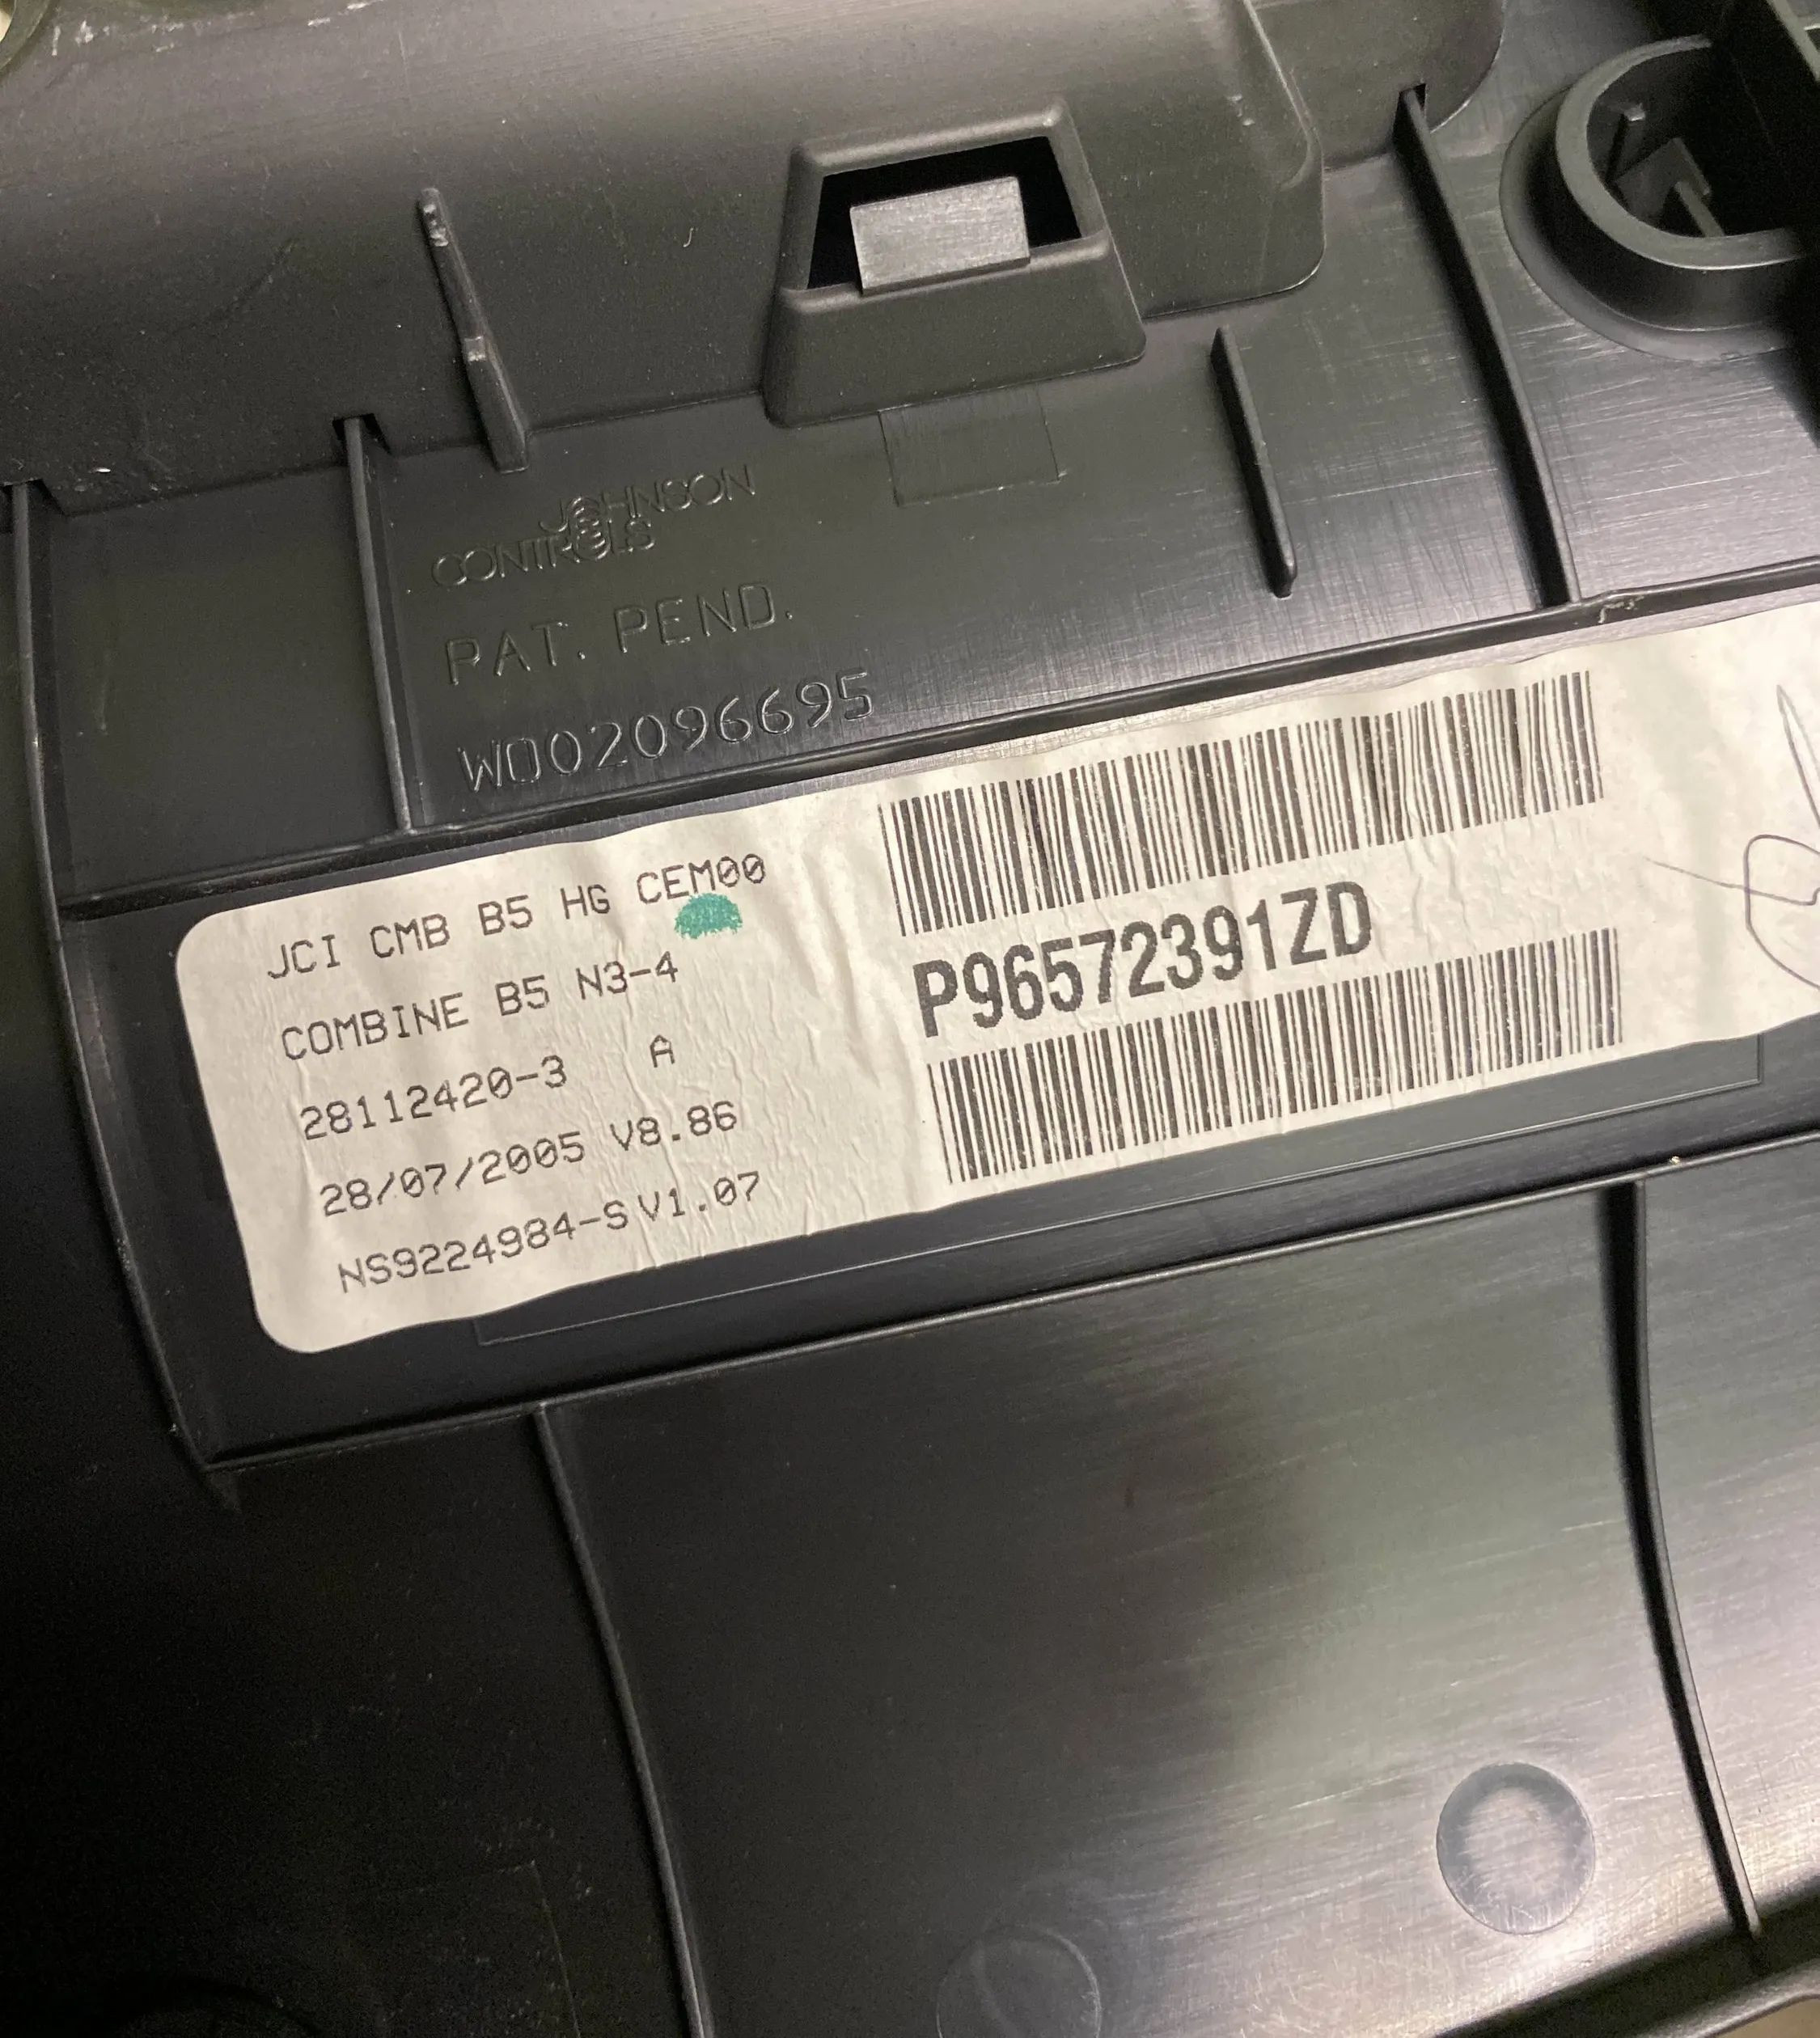 JOHNSON
CONTROLS
PAT. PEND.
WO02096695
JCI CMB B5 HG CEM00
COMBINE B5 N3-4
28112420-3 A
28/07/2005 V8.86
NS9224984-S V1.07
P96572391ZD